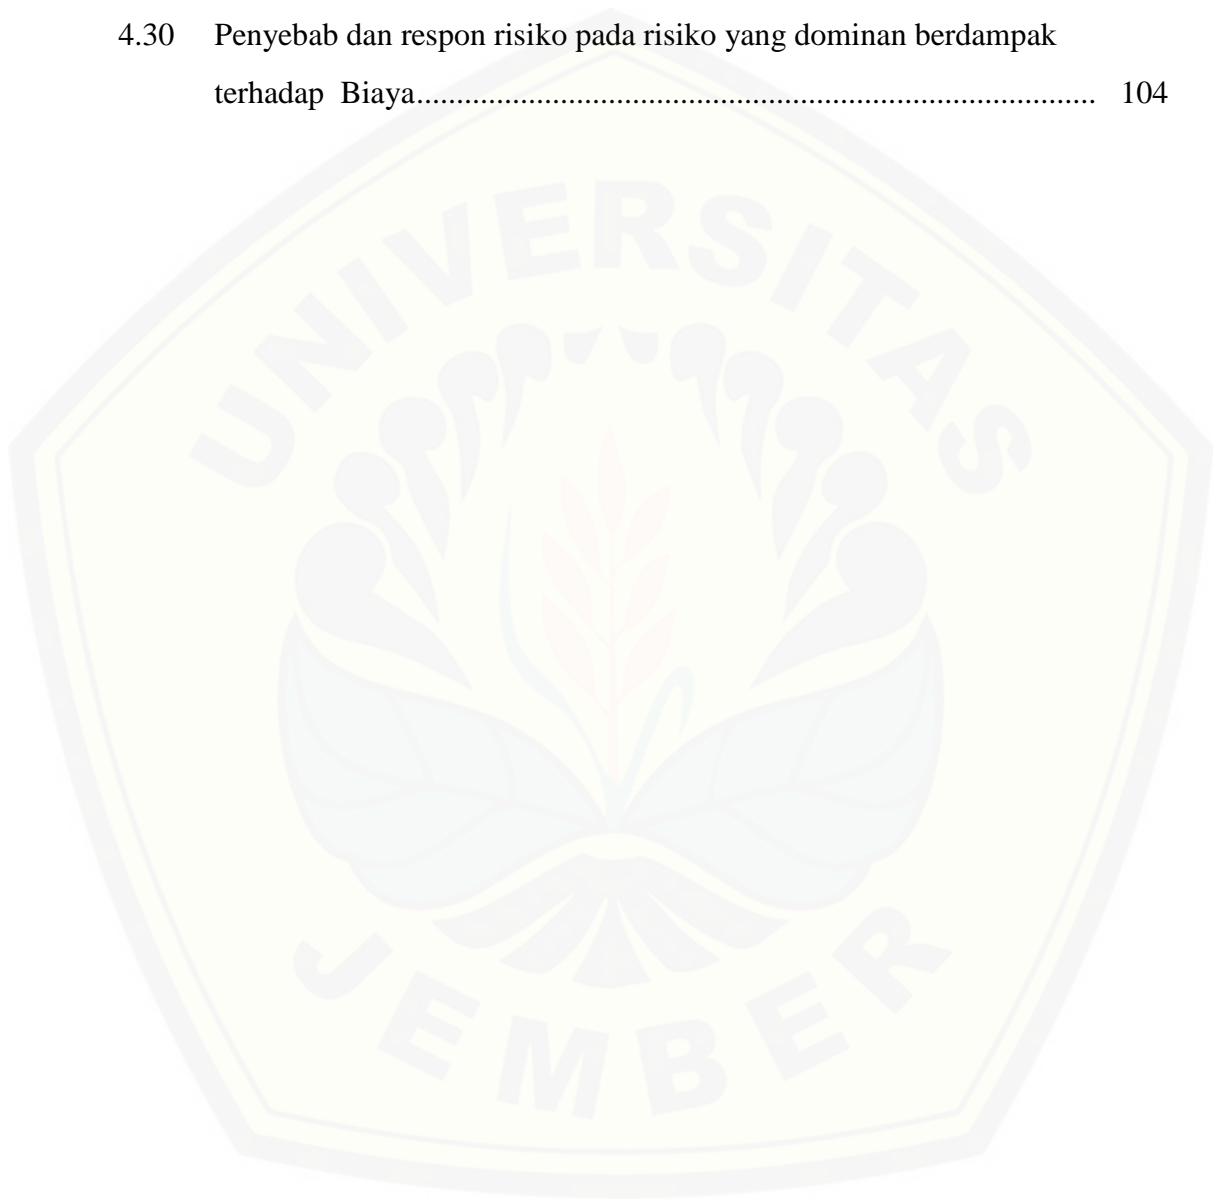 4.30 Penyebab dan respon risiko pada risiko yang dominan berdampak
terhadap Biaya..................................................................................... 104
UNIVERSITAS
JEMBER